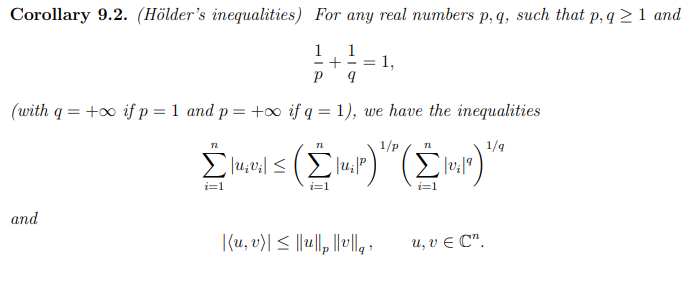 Corollary 9.2. (Hölder's inequalities) For any real numbers p, q, such that p, q ≥ 1 and
1/p + 1/q = 1,
(with q = +∞ if p = 1 and p = +∞ if q = 1), we have the inequalities
∑_{i=1}^{n} |u_i v_i| ≤ (∑_{i=1}^{n} |u_i|^p)^{1/p} (∑_{i=1}^{n} |v_i|^q)^{1/q}
and
|⟨u, v⟩| ≤ ‖u‖_p ‖v‖_q , u, v ∈ ℂ^n.